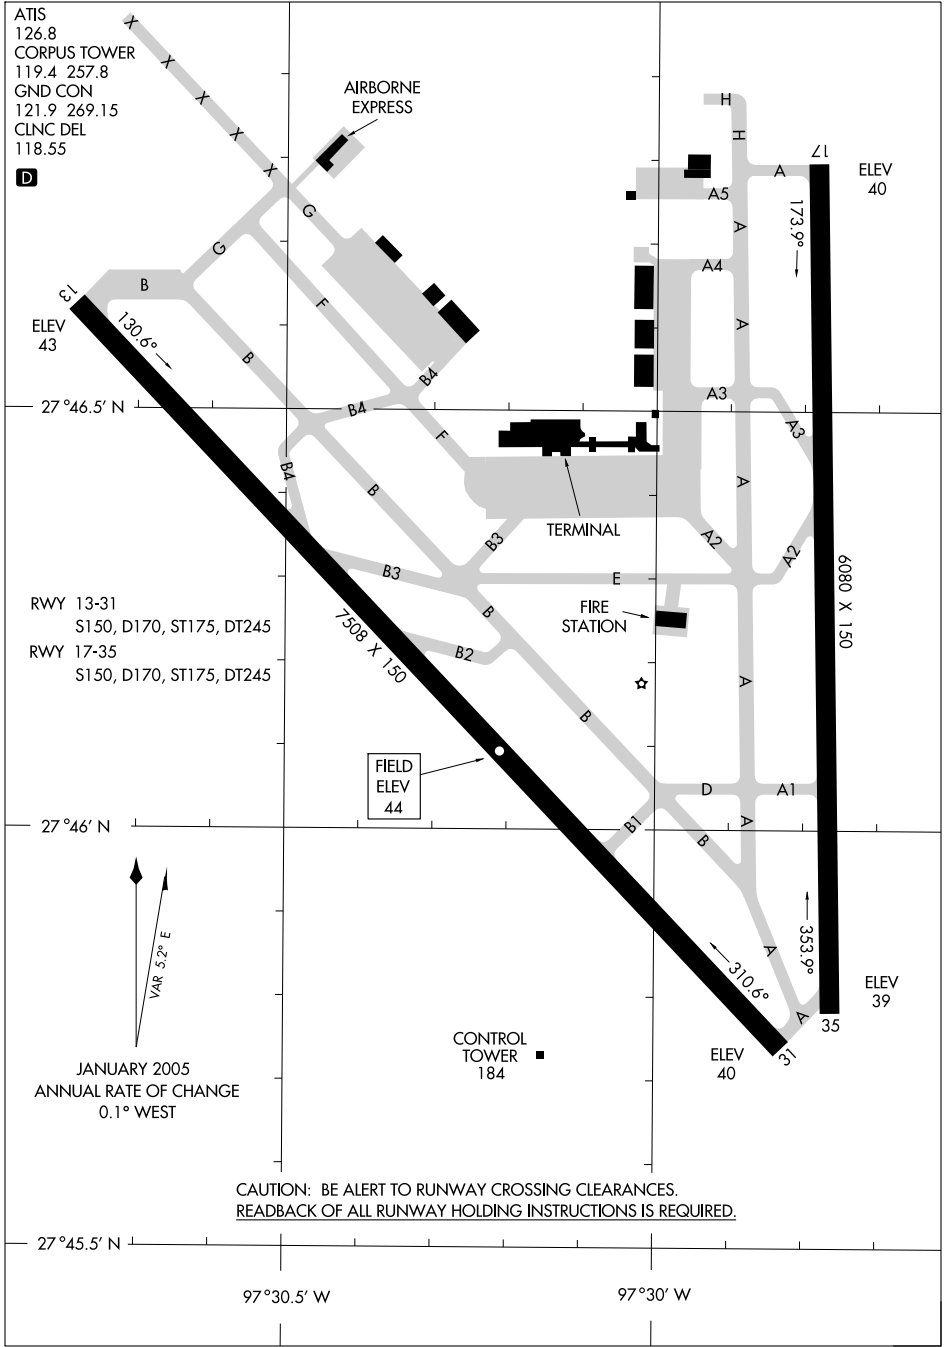 ATIS
126.8
CORPUS TOWER
119.4 257.8
GND CON
121.9 269.15
CLNC DEL
118.55
D
X
X
X
X
X
AIRBORNE
EXPRESS
H
H
17
A
ELEV
40
A5
173.9°
A
G
G
A4
B
13
ELEV
43
130.6°
F
A
B
B4
A3
27°46.5' N
B4
A3
F
B4
B
A
TERMINAL
B3
A2
A2
B3
E
6080 X 150
RWY 13-31
S150, D170, ST175, DT245
RWY 17-35
S150, D170, ST175, DT245
7508 X 150
FIRE
STATION
B
B2
A
B
FIELD
ELEV
44
D
A1
27°46' N
B1
A
B
VAR 5.2° E
A
310.6°
353.9°
ELEV
39
A
35
31
ELEV
40
CONTROL
TOWER
184
JANUARY 2005
ANNUAL RATE OF CHANGE
0.1° WEST
CAUTION: BE ALERT TO RUNWAY CROSSING CLEARANCES.
READBACK OF ALL RUNWAY HOLDING INSTRUCTIONS IS REQUIRED.
27°45.5' N
97°30.5' W
97°30' W